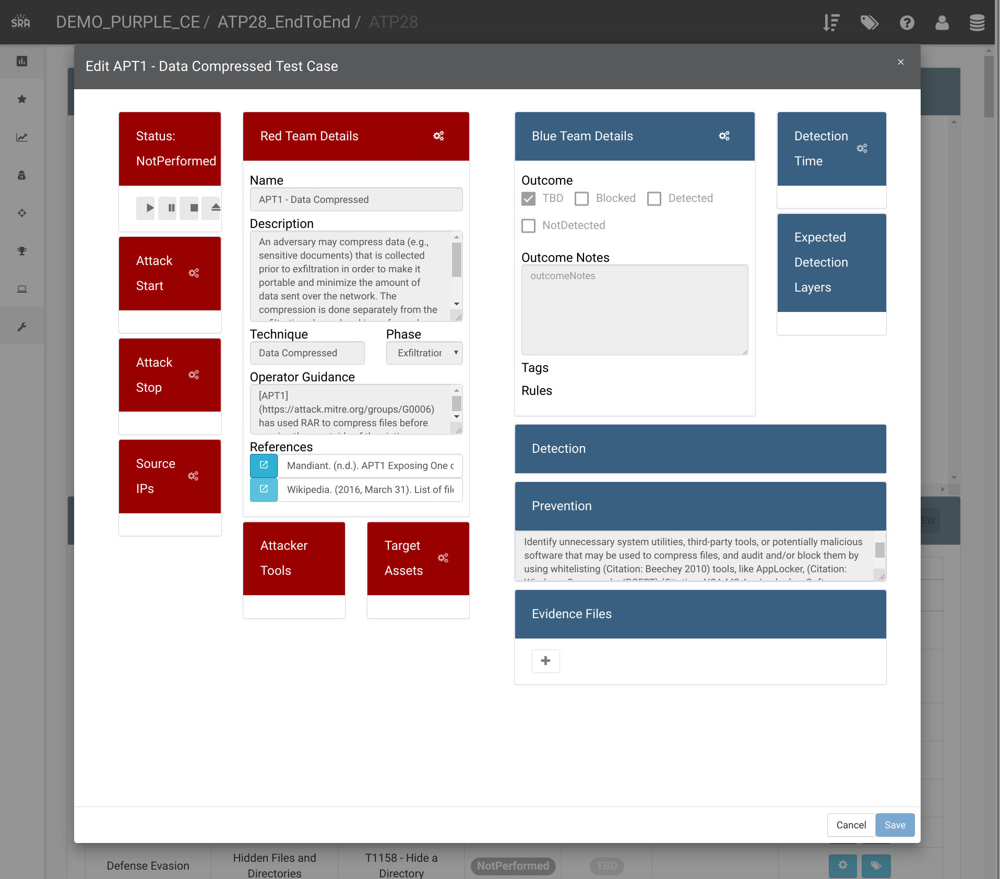 SRA
DEMO_PURPLE_CE / ATP28_EndToEnd / ATP28
Edit APT1 - Data Compressed Test Case
×
Status:
NotPerformed
Attack
Start
Attack
Stop
Source
IPs
Red Team Details
Name
APT1 - Data Compressed
Description
An adversary may compress data (e.g.,
sensitive documents) that is collected
prior to exfiltration in order to make it
portable and minimize the amount of
data sent over the network. The
compression is done separately from the
Technique
Phase
Data Compressed
Exfiltration
Operator Guidance
[APT1]
(https://attack.mitre.org/groups/G0006)
has used RAR to compress files before
References
Mandiant. (n.d.). APT1 Exposing One o
Wikipedia. (2016, March 31). List of file
Attacker
Tools
Target
Assets
Blue Team Details
Outcome
TBD
Blocked
Detected
NotDetected
Outcome Notes
outcomeNotes
Tags
Rules
Detection
Time
Expected
Detection
Layers
Detection
Prevention
Identify unnecessary system utilities, third-party tools, or potentially malicious
software that may be used to compress files, and audit and/or block them by
using whitelisting (Citation: Beechey 2010) tools, like AppLocker, (Citation:
Evidence Files
EW
Cancel
Save
Defense Evasion
Hidden Files and
Directories
T1158 - Hide a
Directory
NotPerformed
TBD